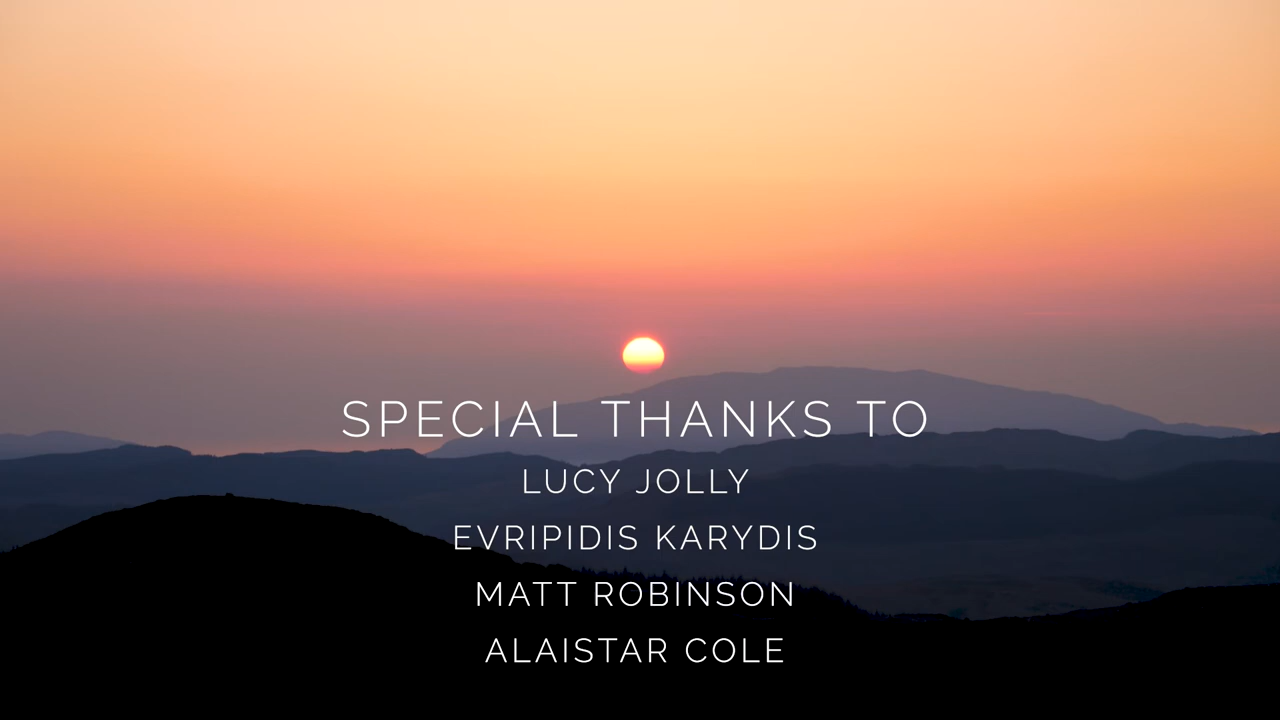 SPECIAL THANKS TO
LUCY JOLLY
EVRIPIDIS KARYDIS
MATT ROBINSON
ALAISTAR COLE